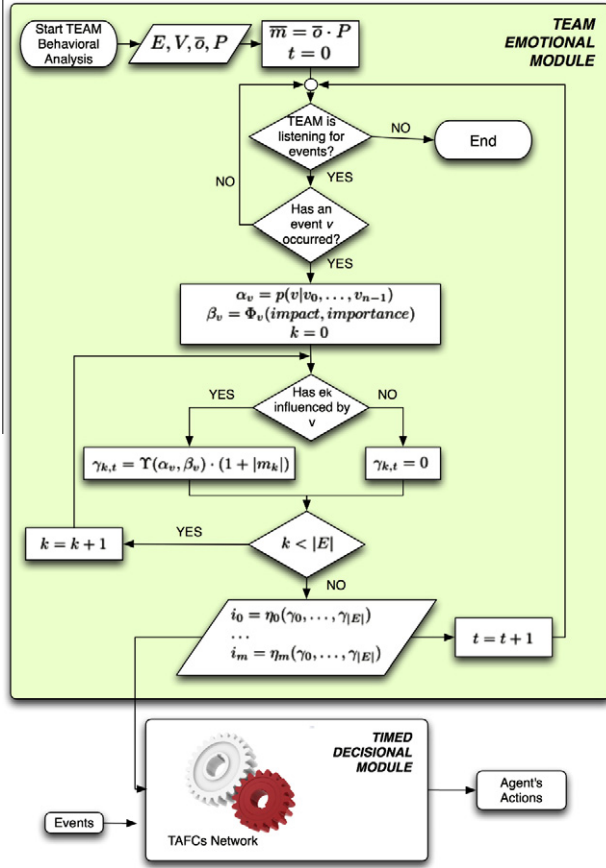 Start TEAM
Behavioral
Analysis
E, V, o̅, P
m̅ = o̅ · P
t = 0
TEAM
EMOTIONAL
MODULE
TEAM is
listening for
events?
NO
End
YES
NO
Has an
event v
occurred?
YES
α_v = p(v|v_0, . . . , v_{n−1})
β_v = Φ_v(impact, importance)
k = 0
YES
Has ek
influenced by
v
NO
γ_{k,t} = Υ(α_v, β_v) · (1 + |m_k|)
γ_{k,t} = 0
k = k + 1
YES
k < |E|
NO
i_0 = η_0(γ_0, . . . , γ_{|E|})
. . .
i_m = η_m(γ_0, . . . , γ_{|E|})
t = t + 1
TIMED
DECISIONAL
MODULE
Agent's
Actions
Events
TAFCs Network